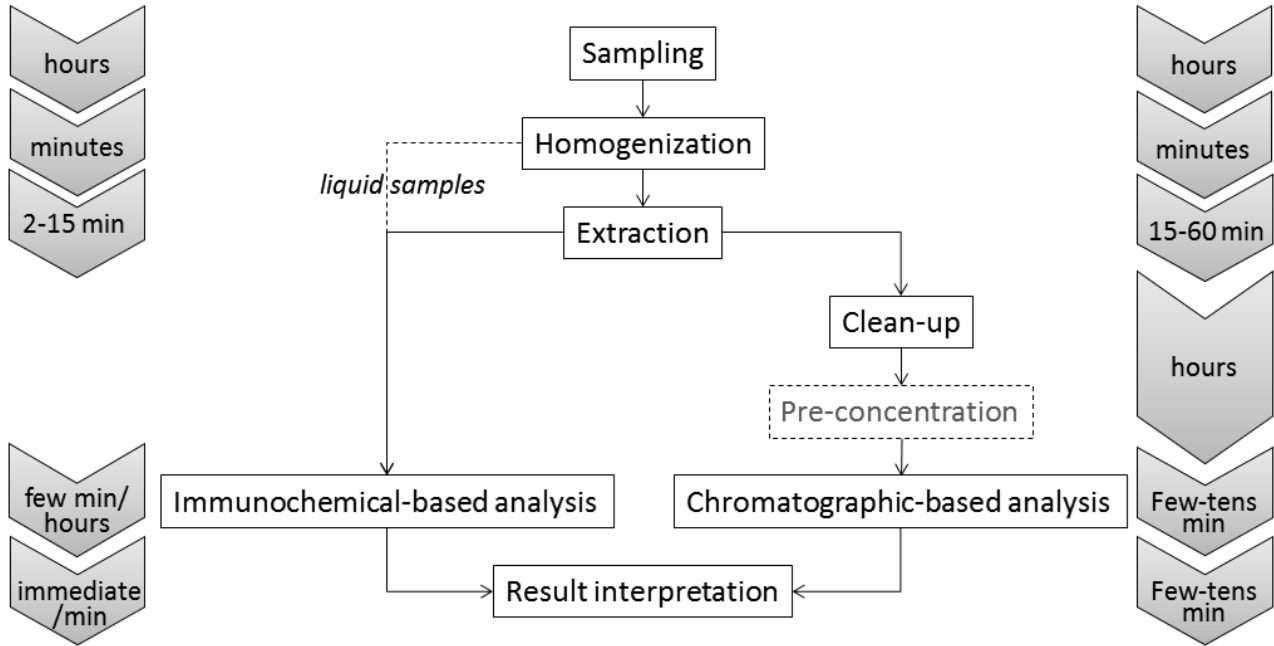 hours
Sampling
hours
minutes
Homogenization
minutes
liquid samples
2-15 min
Extraction
15-60 min
Clean-up
hours
Pre-concentration
few min/
hours
Immunochemical-based analysis
Chromatographic-based analysis
Few-tens
min
immediate
/min
Result interpretation
Few-tens
min